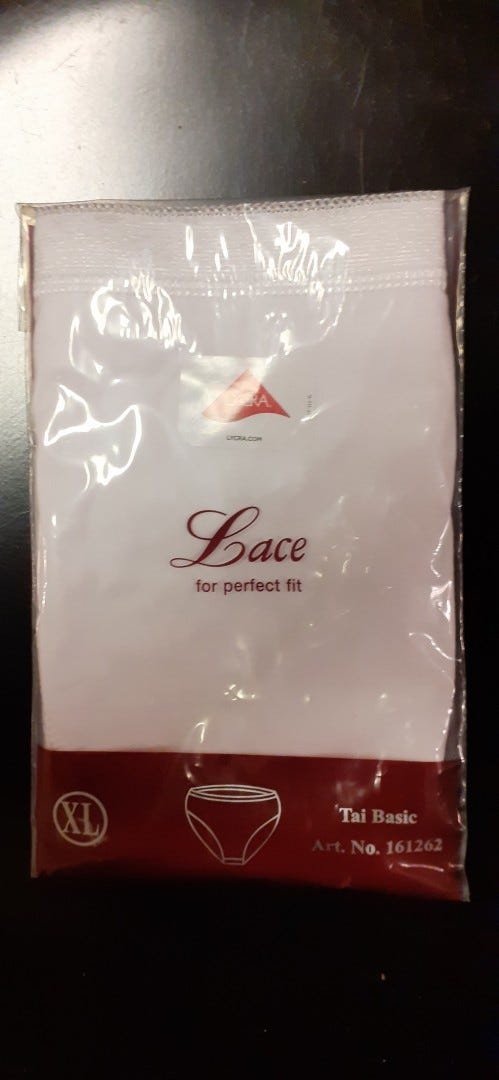 LYCRA.COM
Lace
for perfect fit
XL
Tai Basic
Art. No. 161262